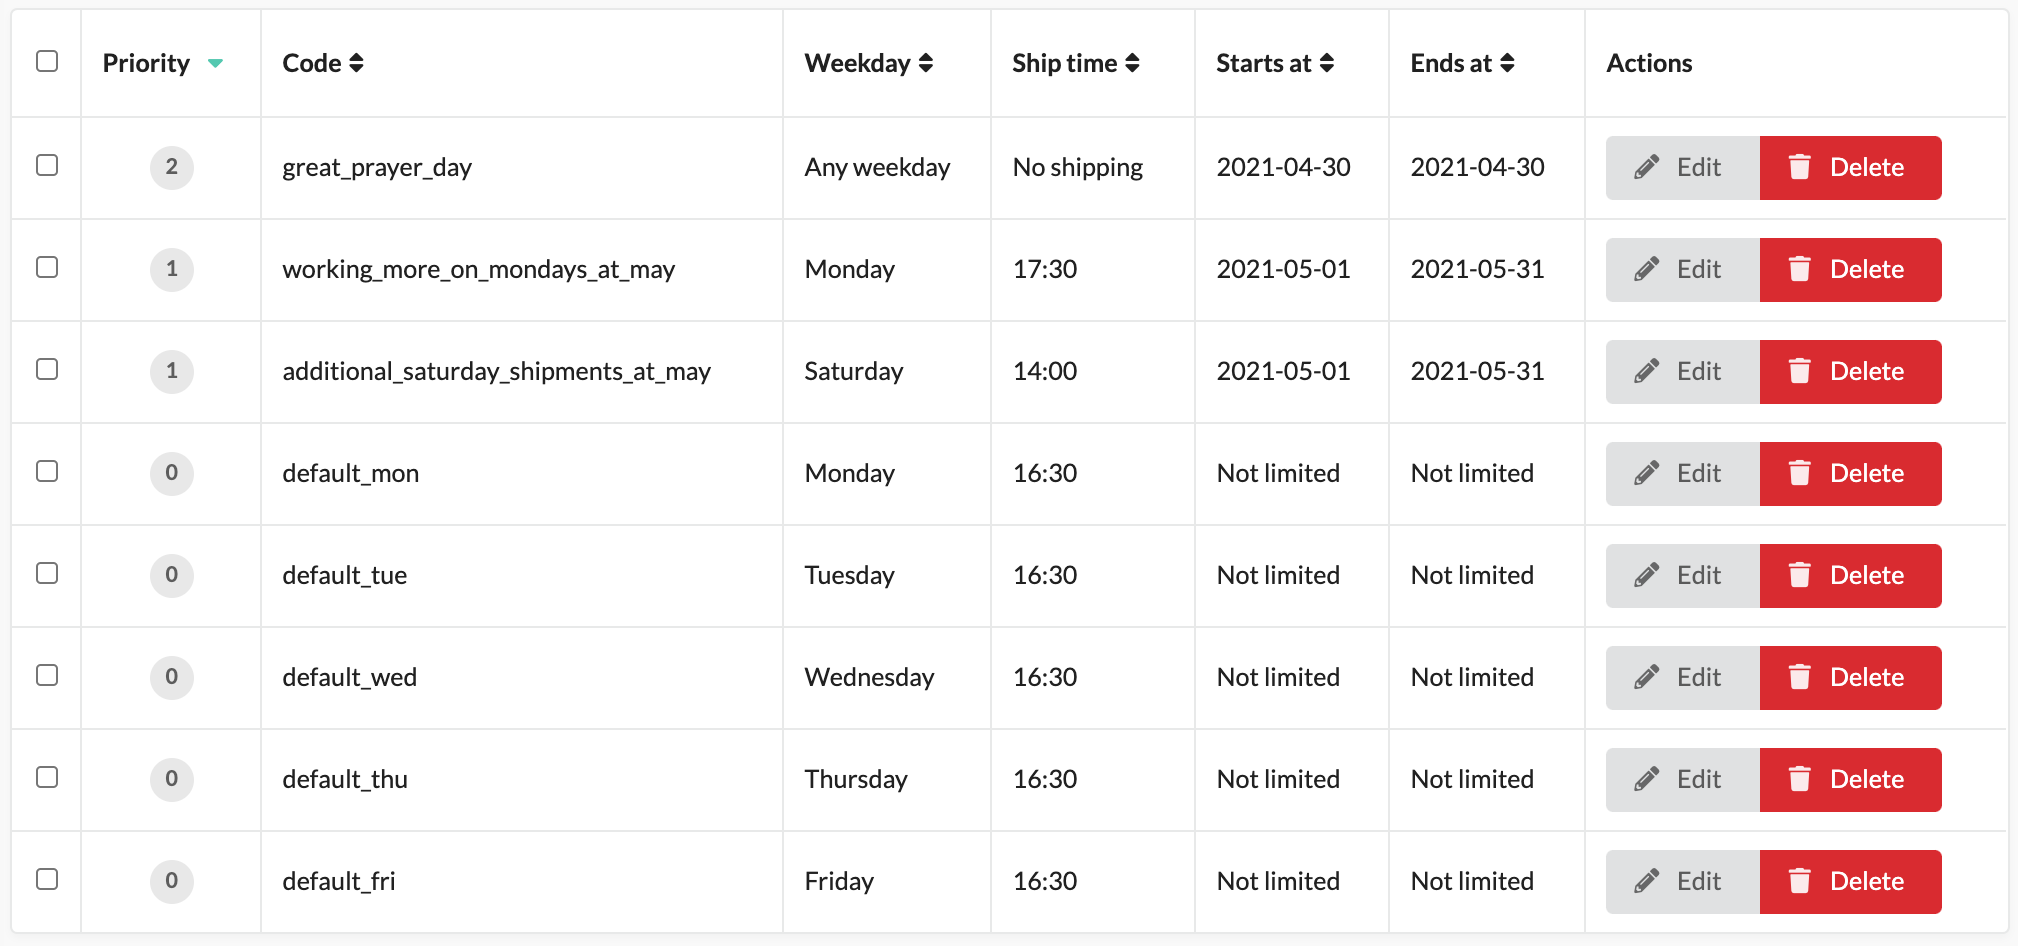 Priority Code Weekday Ship time Starts at Ends at Actions
2 great_prayer_day Any weekday No shipping 2021-04-30 2021-04-30 Edit Delete
1 working_more_on_mondays_at_may Monday 17:30 2021-05-01 2021-05-31 Edit Delete
1 additional_saturday_shipments_at_may Saturday 14:00 2021-05-01 2021-05-31 Edit Delete
0 default_mon Monday 16:30 Not limited Not limited Edit Delete
0 default_tue Tuesday 16:30 Not limited Not limited Edit Delete
0 default_wed Wednesday 16:30 Not limited Not limited Edit Delete
0 default_thu Thursday 16:30 Not limited Not limited Edit Delete
0 default_fri Friday 16:30 Not limited Not limited Edit Delete